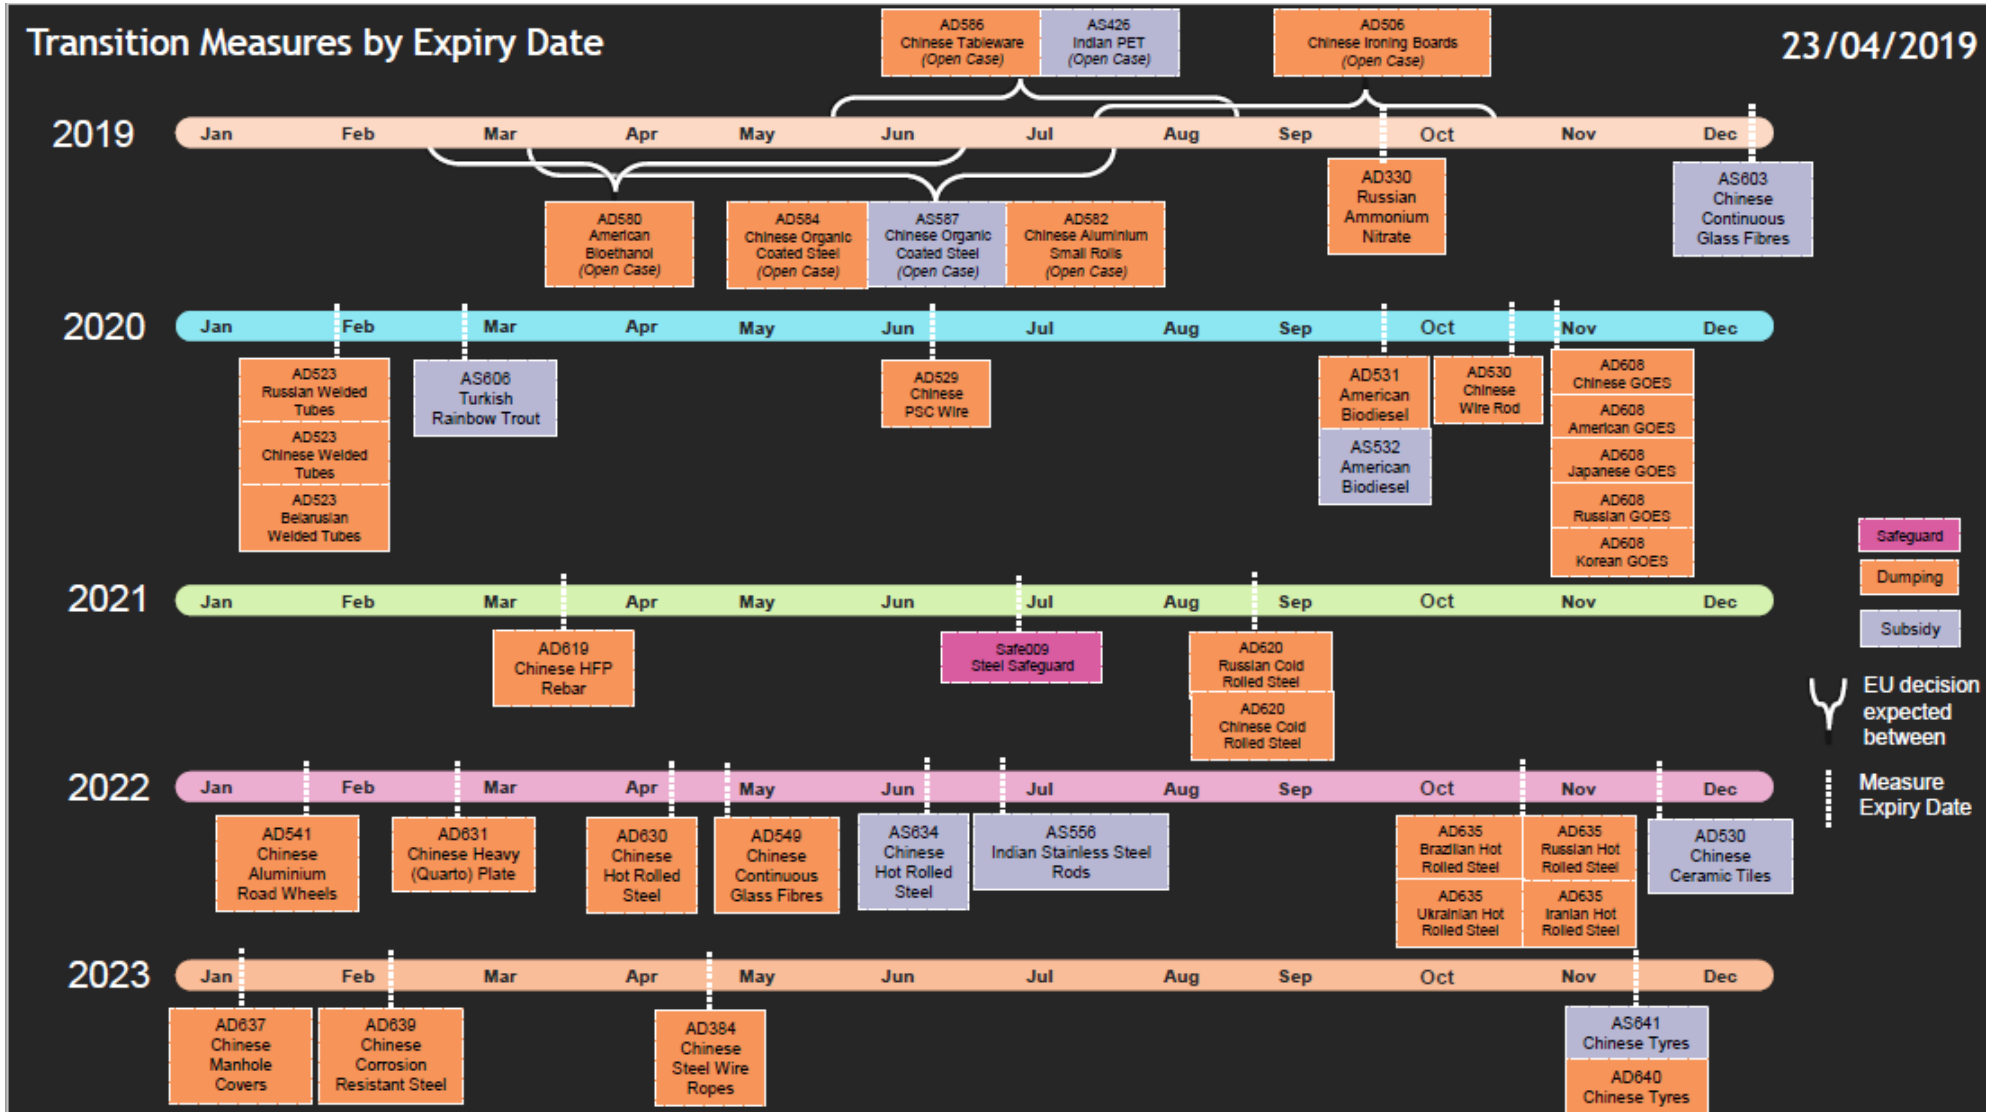 Transition Measures by Expiry Date
23/04/2019
AD586
Chinese Tableware
(Open Case)
AS426
Indian PET
(Open Case)
AD506
Chinese Ironing Boards
(Open Case)
2019
Jan Feb Mar Apr May Jun Jul Aug Sep Oct Nov Dec
AD580
American
Bioethanol
(Open Case)
AD584
Chinese Organic
Coated Steel
(Open Case)
AS587
Chinese Organic
Coated Steel
(Open Case)
AD582
Chinese Aluminium
Small Rolls
(Open Case)
AD330
Russian
Ammonium
Nitrate
AS603
Chinese
Continuous
Glass Fibres
2020
Jan Feb Mar Apr May Jun Jul Aug Sep Oct Nov Dec
AD523
Russian Welded
Tubes
AD523
Chinese Welded
Tubes
AD523
Belarusian
Welded Tubes
AS606
Turkish
Rainbow Trout
AD529
Chinese
PSC Wire
AD531
American
Biodiesel
AS532
American
Biodiesel
AD530
Chinese
Wire Rod
AD608
Chinese GOES
AD608
American GOES
AD608
Japanese GOES
AD608
Russian GOES
AD608
Korean GOES
Safeguard
Dumping
Subsidy
2021
Jan Feb Mar Apr May Jun Jul Aug Sep Oct Nov Dec
AD619
Chinese HFP
Rebar
Safe009
Steel Safeguard
AD620
Russian Cold
Rolled Steel
AD620
Chinese Cold
Rolled Steel
EU decision
expected
between
Measure
Expiry Date
2022
Jan Feb Mar Apr May Jun Jul Aug Sep Oct Nov Dec
AD541
Chinese
Aluminium
Road Wheels
AD631
Chinese Heavy
(Quarto) Plate
AD630
Chinese
Hot Rolled
Steel
AD549
Chinese
Continuous
Glass Fibres
AS634
Chinese
Hot Rolled
Steel
AS556
Indian Stainless Steel
Rods
AD635
Brazilian Hot
Rolled Steel
AD635
Russian Hot
Rolled Steel
AD635
Ukrainian Hot
Rolled Steel
AD635
Iranian Hot
Rolled Steel
AD530
Chinese
Ceramic Tiles
2023
Jan Feb Mar Apr May Jun Jul Aug Sep Oct Nov Dec
AD637
Chinese
Manhole
Covers
AD639
Chinese
Corrosion
Resistant Steel
AD384
Chinese
Steel Wire
Ropes
AS641
Chinese Tyres
AD640
Chinese Tyres